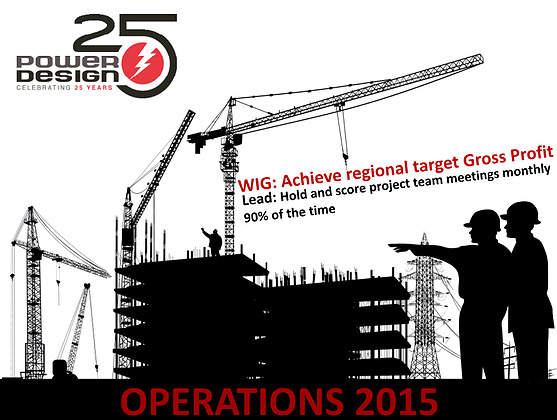 25
POWER
DESIGN
CELEBRATING 25 YEARS
WIG: Achieve regional target Gross Profit
Lead: Hold and score project team meetings monthly
90% of the time
OPERATIONS 2015